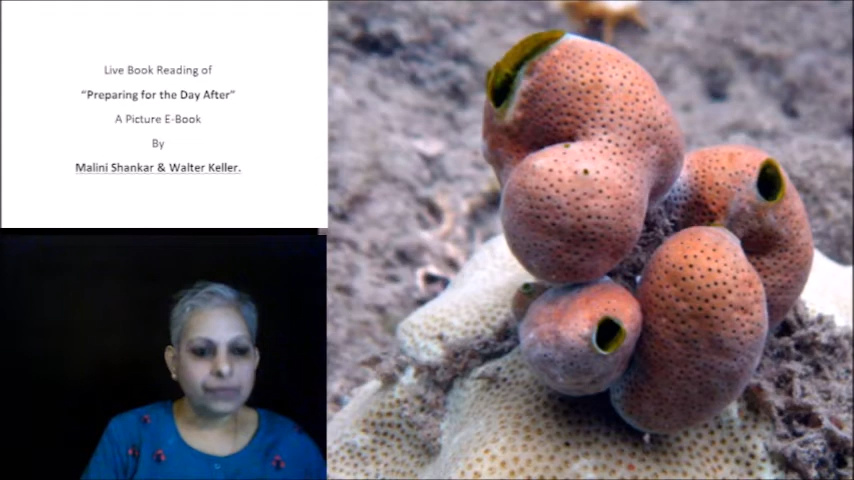 Live Book Reading of
“Preparing for the Day After”
A Picture E-Book
By
Malini Shankar & Walter Keller.